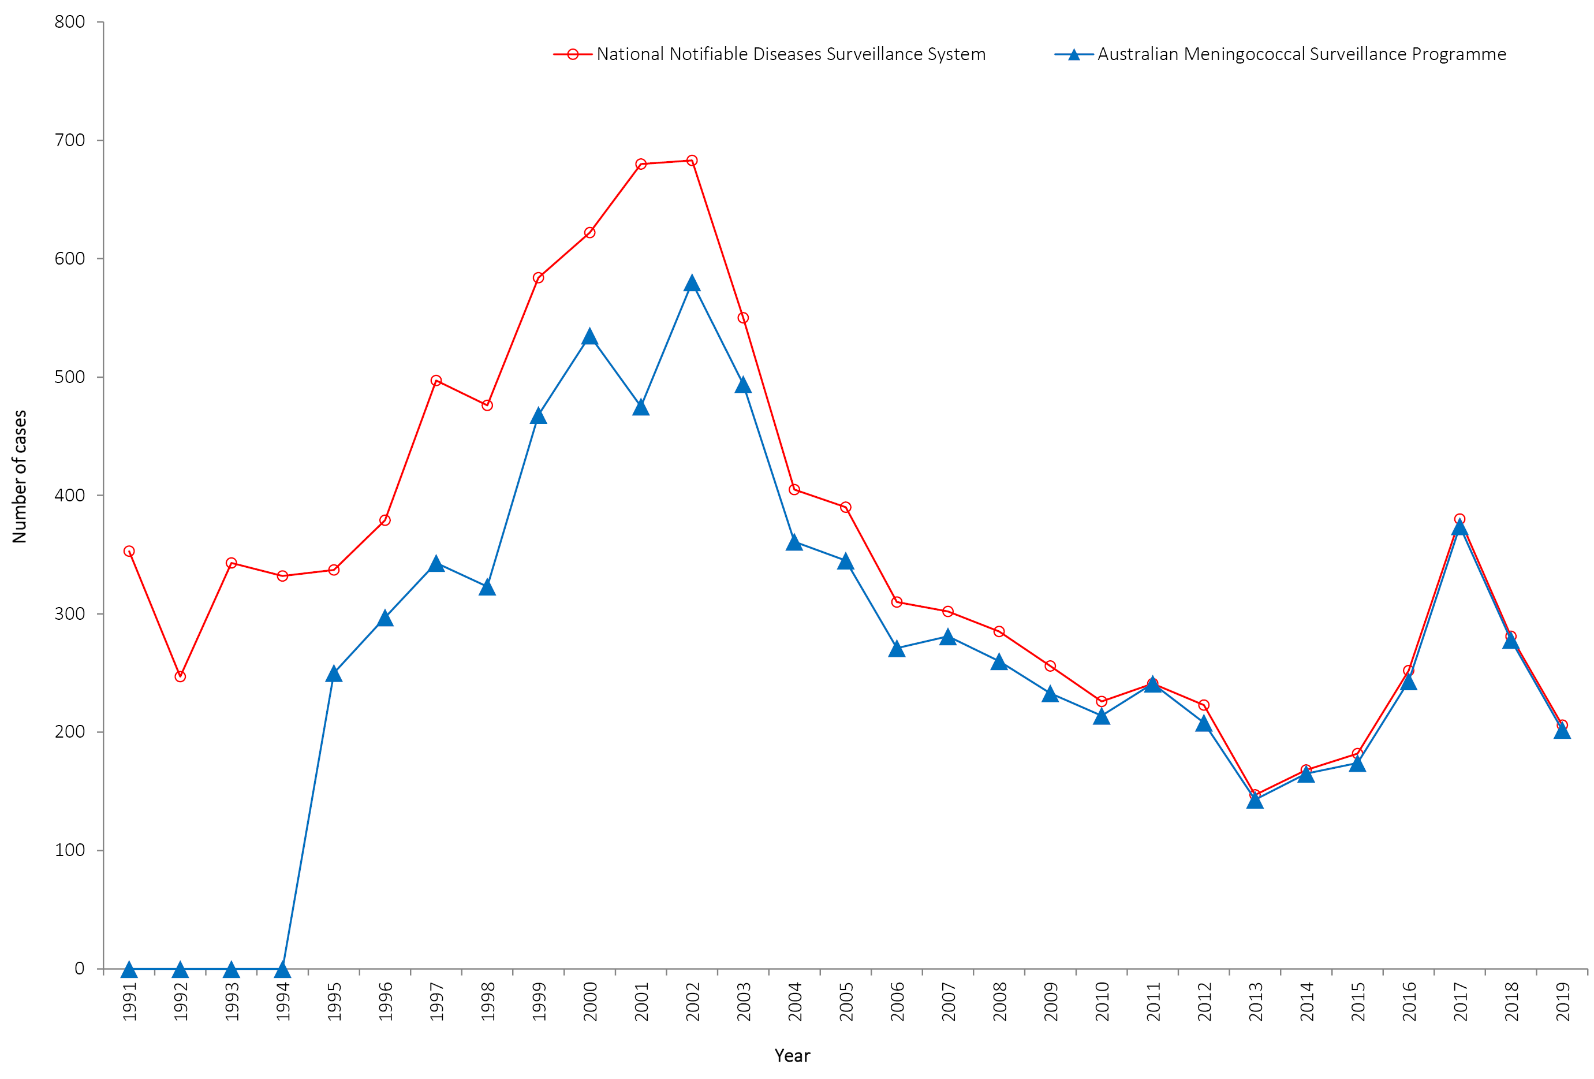 800
National Notifiable Diseases Surveillance System
Australian Meningococcal Surveillance Programme
700
600
500
400
300
200
100
0
Number of cases
1991 1992 1993 1994 1995 1996 1997 1998 1999 2000 2001 2002 2003 2004 2005 2006 2007 2008 2009 2010 2011 2012 2013 2014 2015 2016 2017 2018 2019
Year